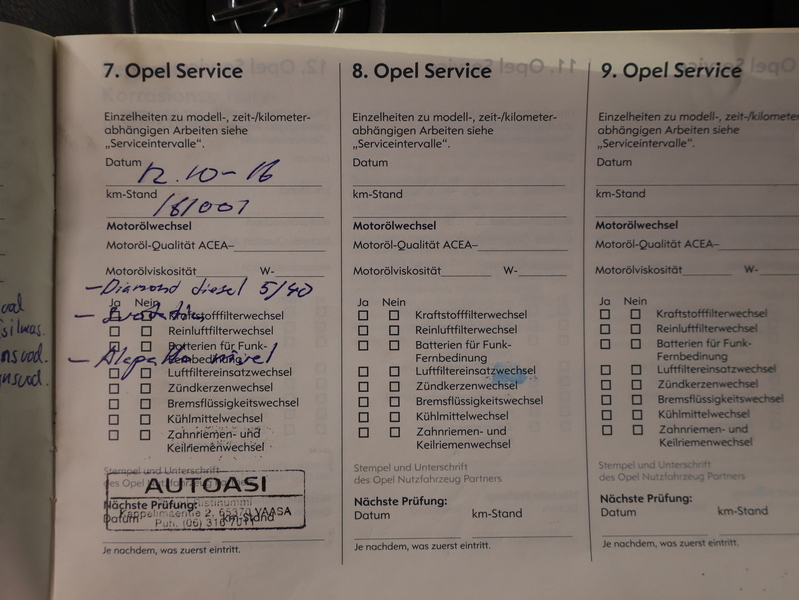 7. Opel Service
Einzelheiten zu modell-, zeit-/kilometer-
abhängigen Arbeiten siehe
„Serviceintervalle“.
Datum 12.10-16
km-Stand 181001
Motorölwechsel
Motoröl-Qualität ACEA–
Motorölviskosität W-
– Diamond diesel 5/40
Ja Nein
Kraftstofffilterwechsel
Reinluftfilterwechsel
Batterien für Funk-
Fernbedienung
Luftfiltereinsatzwechsel
Zündkerzenwechsel
Bremsflüssigkeitswechsel
Kühlmittelwechsel
Zahnriemen- und
Keilriemenwechsel
Stempel und Unterschrift
des Opel Nutzfahrzeug
AUTOASI
Nächste Prüfung:
Datum km-Stand
65370 VAASA
Puh. (06)
Je nachdem, was zuerst eintritt.
8. Opel Service
Einzelheiten zu modell-, zeit-/kilometer-
abhängigen Arbeiten siehe
„Serviceintervalle“.
Datum
km-Stand
Motorölwechsel
Motoröl-Qualität ACEA–
Motorölviskosität W-
Ja Nein
Kraftstofffilterwechsel
Reinluftfilterwechsel
Batterien für Funk-
Fernbedienung
Luftfiltereinsatzwechsel
Zündkerzenwechsel
Bremsflüssigkeitswechsel
Kühlmittelwechsel
Zahnriemen- und
Keilriemenwechsel
Stempel und Unterschrift
des Opel Nutzfahrzeug Partners
Nächste Prüfung:
Datum km-Stand
Je nachdem, was zuerst eintritt.
9. Opel Service
Einzelheiten zu modell-, zeit-/kilometer-
abhängigen Arbeiten siehe
„Serviceintervalle“.
Datum
km-Stand
Motorölwechsel
Motoröl-Qualität ACEA–
Motorölviskosität W-
Ja Nein
Kraftstofffilterwechsel
Reinluftfilterwechsel
Batterien für Funk-
Fernbedienung
Luftfiltereinsatzwechsel
Zündkerzenwechsel
Bremsflüssigkeitswechsel
Kühlmittelwechsel
Zahnriemen- und
Keilriemenwechsel
Stempel und Unterschrift
des Opel Nutzfahrzeug Partners
Nächste Prüfung:
Datum km-Stand
Je nachdem, was zuerst eintritt.